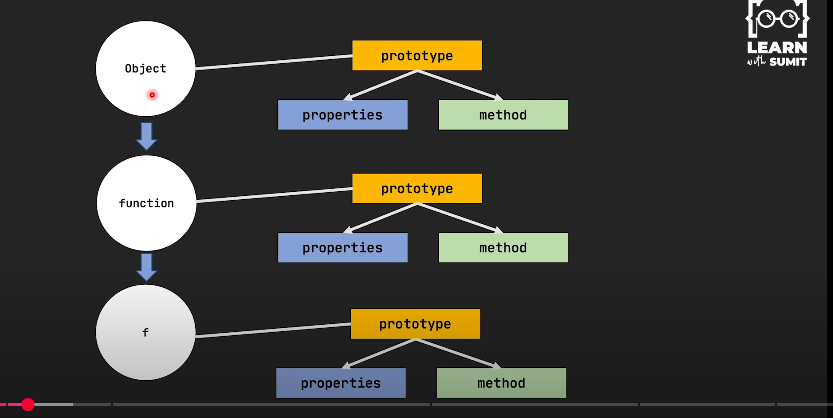 LEARN
with SUMIT
Object
prototype
properties
method
function
prototype
properties
method
f
prototype
properties
method